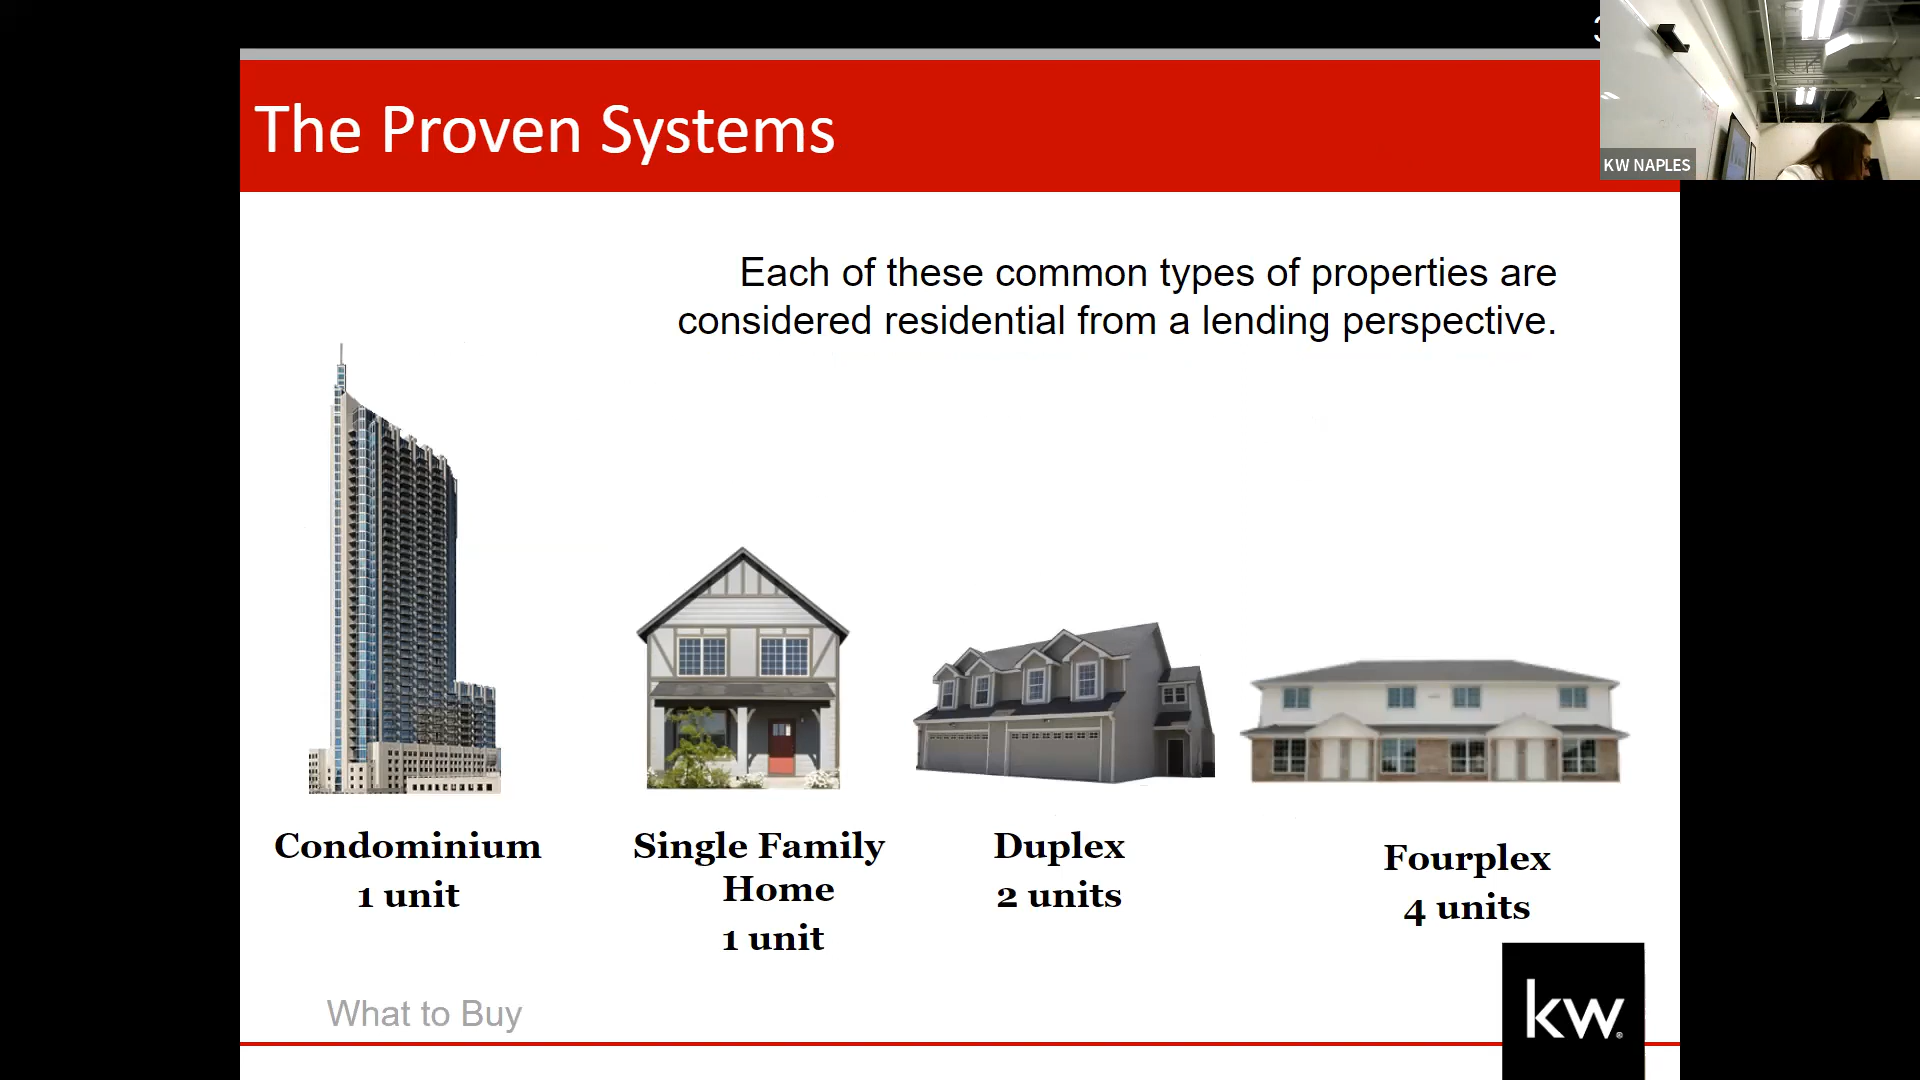 The Proven Systems
KW NAPLES
Each of these common types of properties are
considered residential from a lending perspective.
Condominium
1 unit
Single Family
Home
1 unit
Duplex
2 units
Fourplex
4 units
What to Buy
kw